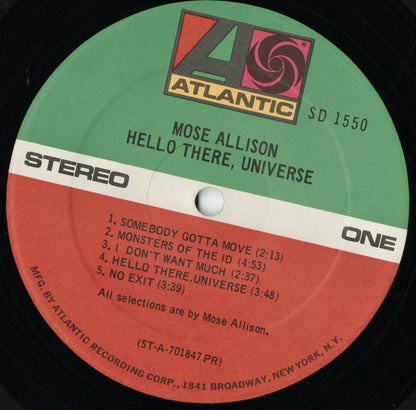 ATLANTIC
SD 1550
MOSE ALLISON
HELLO THERE, UNIVERSE
STEREO
ONE
1. SOMEBODY GOTTA MOVE (2:13)
2. MONSTERS OF THE ID (4:53)
3. I DON'T WANT MUCH (2:37)
4. HELLO THERE, UNIVERSE (3:48)
5. NO EXIT (3:39)
All selections are by Mose Allison.
(ST-A-701847 PR)
MFG. BY ATLANTIC RECORDING CORP., 1841 BROADWAY, NEW YORK, N.Y.